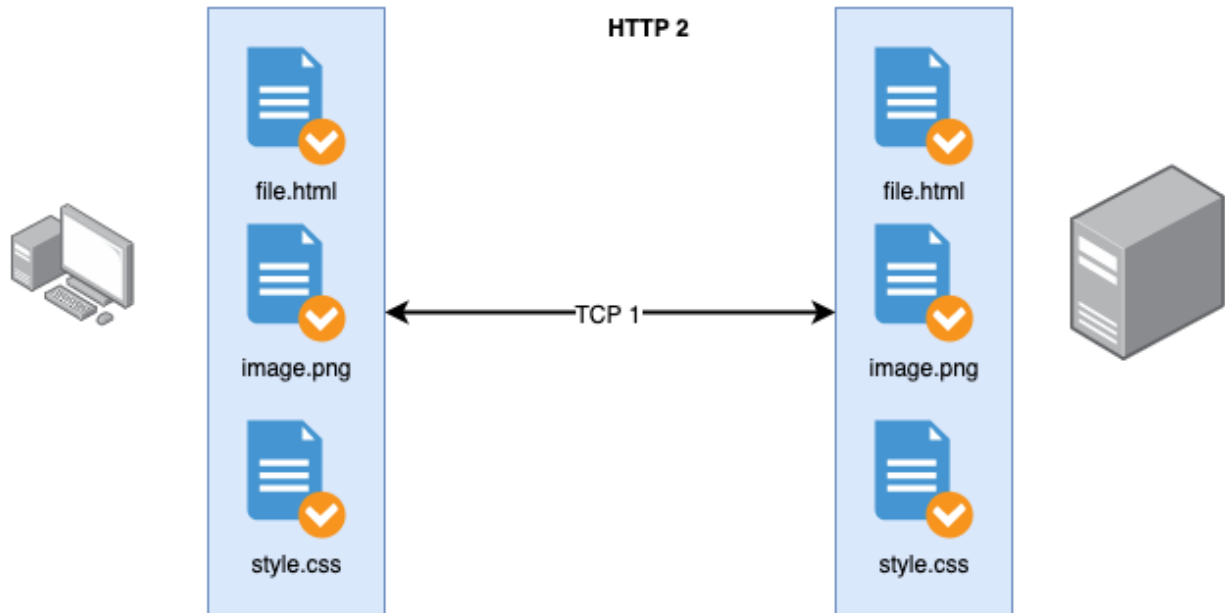 HTTP 2
file.html
file.html
image.png
TCP 1
image.png
style.css
style.css